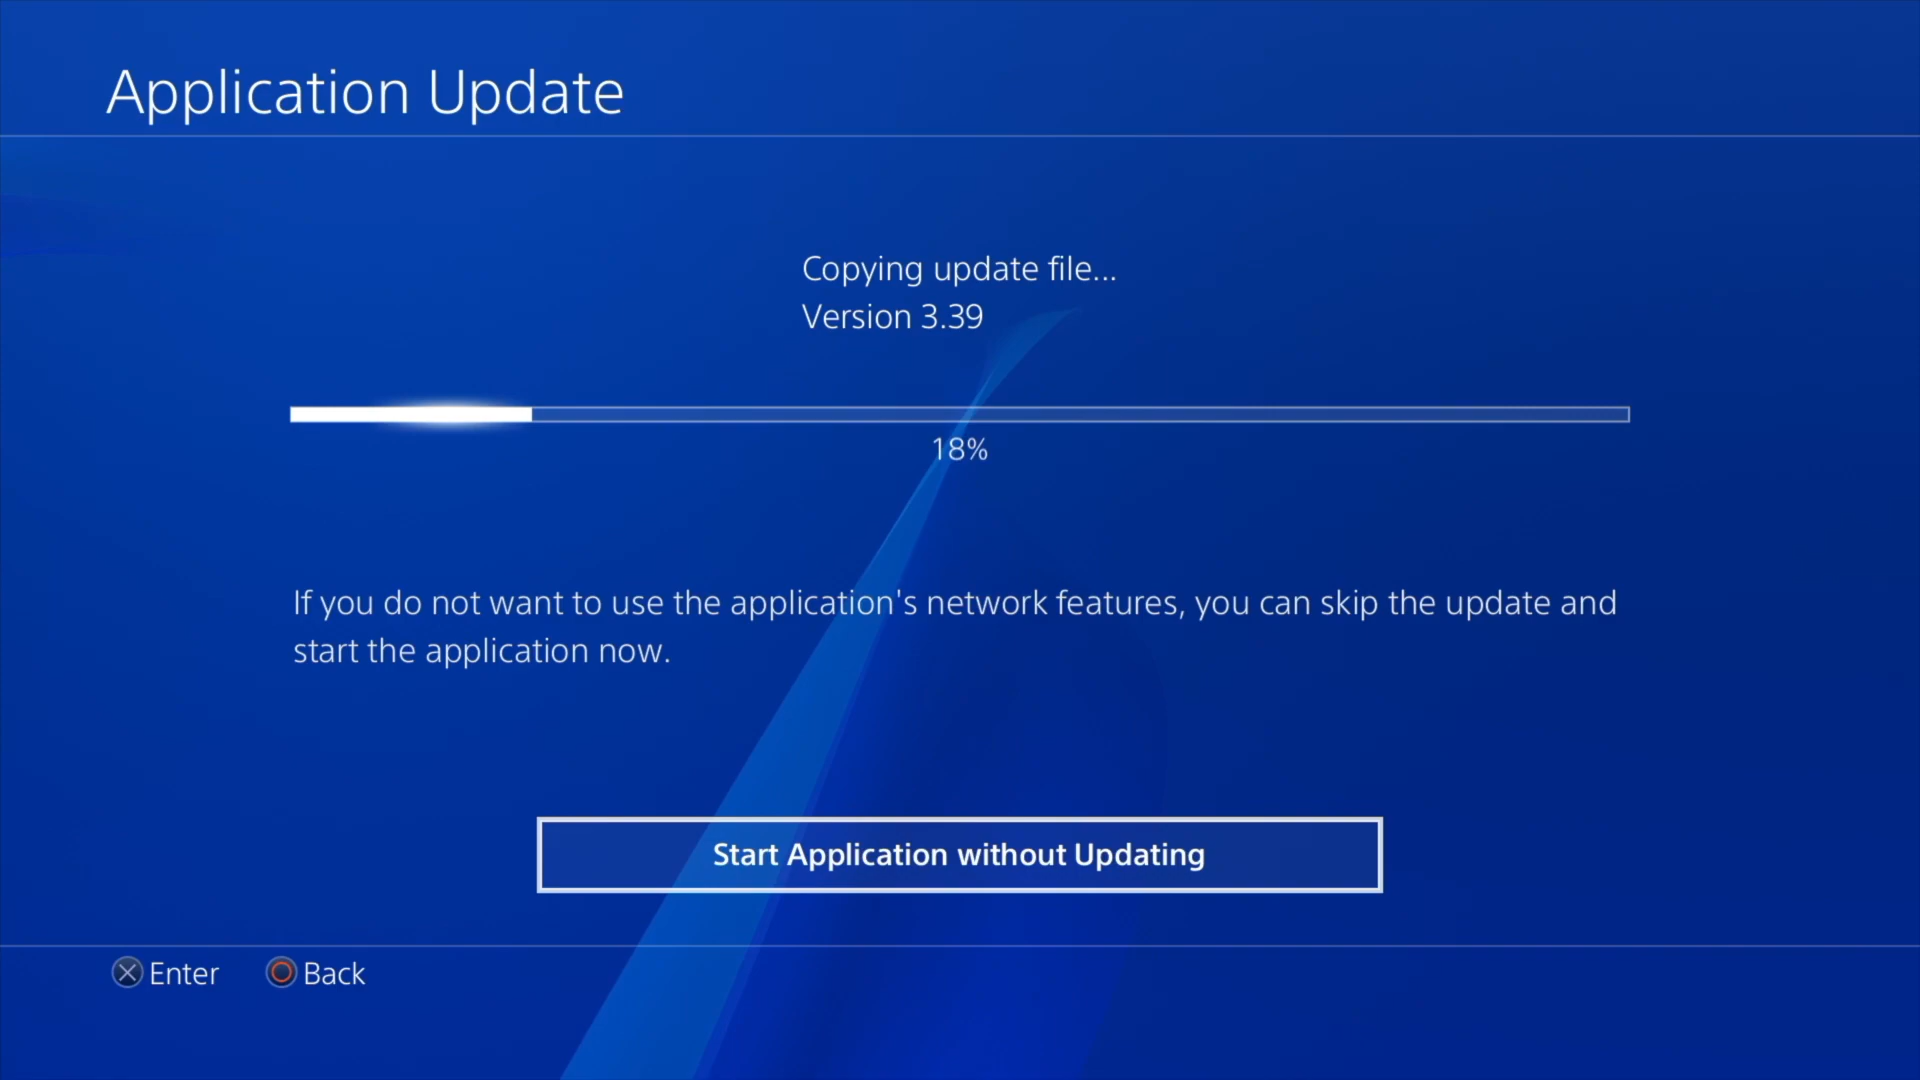 Application Update
Copying update file...
Version 3.39
18%
If you do not want to use the application's network features, you can skip the update and
start the application now.
Start Application without Updating
Enter Back